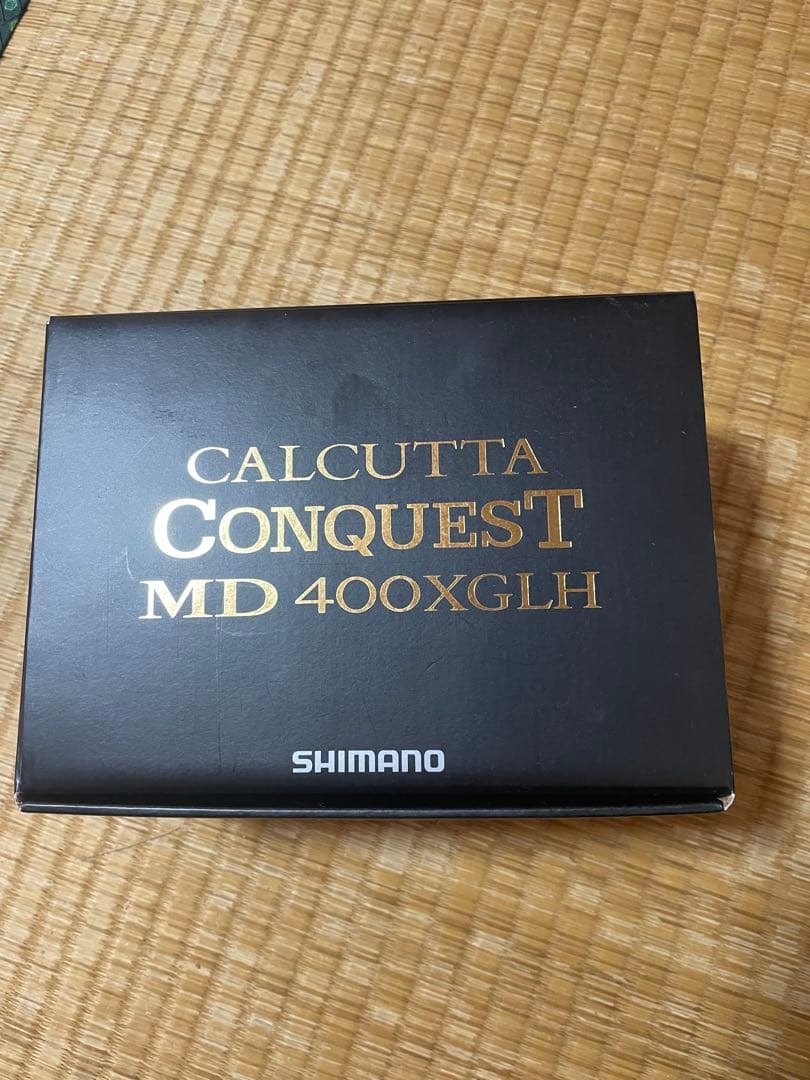 CALCUTTA
CONQUEST
MD 400XGLH
SHIMANO